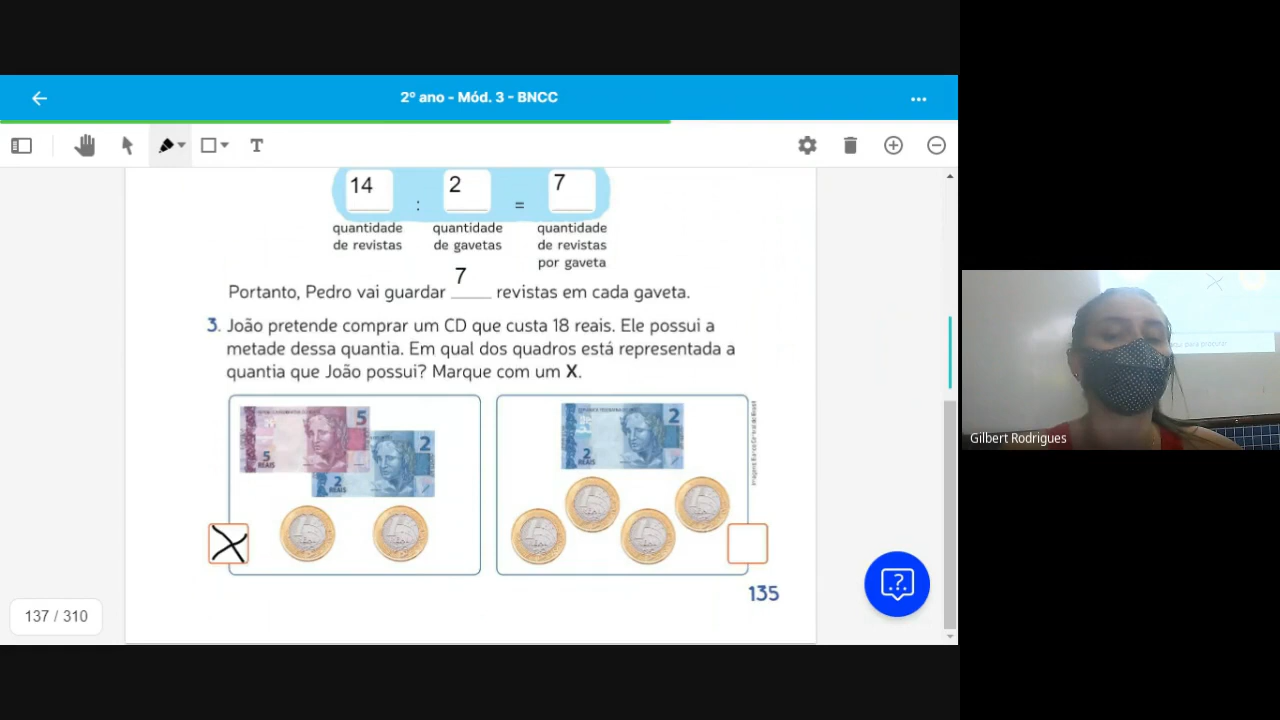 2º ano - Mód. 3 - BNCC
T
14 : 2 = 7
quantidade de revistas
quantidade de gavetas
quantidade de revistas por gaveta
7
Portanto, Pedro vai guardar ____ revistas em cada gaveta.
3. João pretende comprar um CD que custa 18 reais. Ele possui a
metade dessa quantia. Em qual dos quadros está representada a
quantia que João possui? Marque com um X.
5
5
REAIS
2
2
REAIS
2
2
REAIS
X
135
137 / 310
?
Gilbert Rodrigues